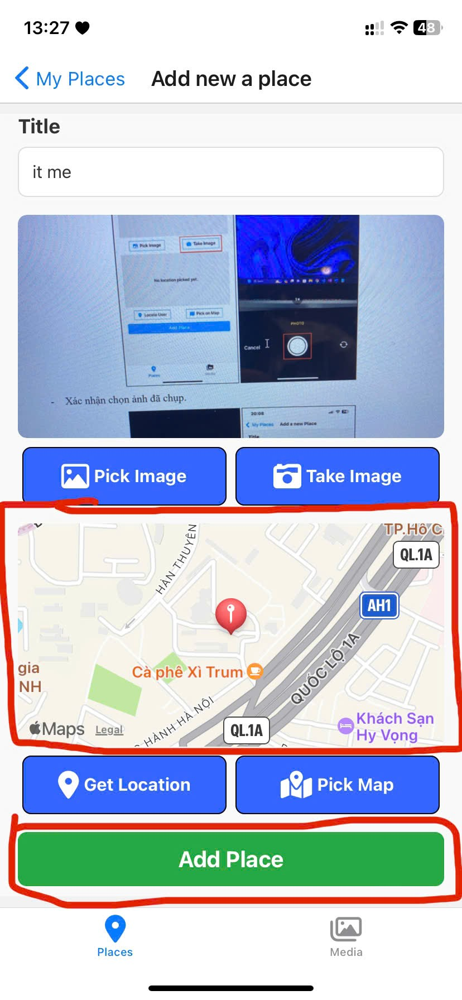 13:27
48
My Places
Add new a place
Title
it me
Pick Image
Take Image
No location picked yet.
Locate User
Pick on Map
Add Place
PHOTO
Cancel
1x
Places
Media
- Xác nhận chọn ảnh đã chụp.
20:08
My Places
Add a new Place
Title
Pick Image
Take Image
TP.Hồ C
QL.1A
HÀN THUYÊN
AH1
QUỐC LỘ 1A
gia
NH
Cà phê Xì Trum
HÀNH HÀ NỘI
QL.1A
Khách Sạn
Hy Vọng
Maps
Legal
Get Location
Pick Map
Add Place
Places
Media